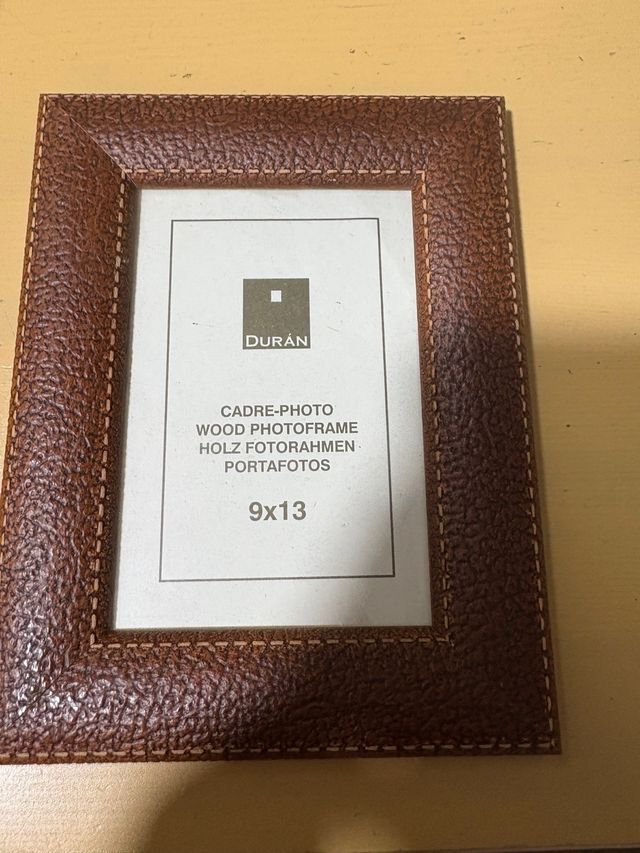 DURÁN
CADRE-PHOTO
WOOD PHOTOFRAME
HOLZ FOTORAHMEN
PORTAFOTOS
9x13